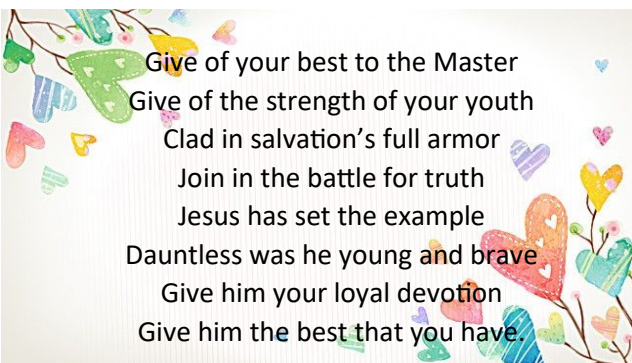 Give of your best to the Master
Give of the strength of your youth
Clad in salvation’s full armor
Join in the battle for truth
Jesus has set the example
Dauntless was he young and brave
Give him your loyal devotion
Give him the best that you have.